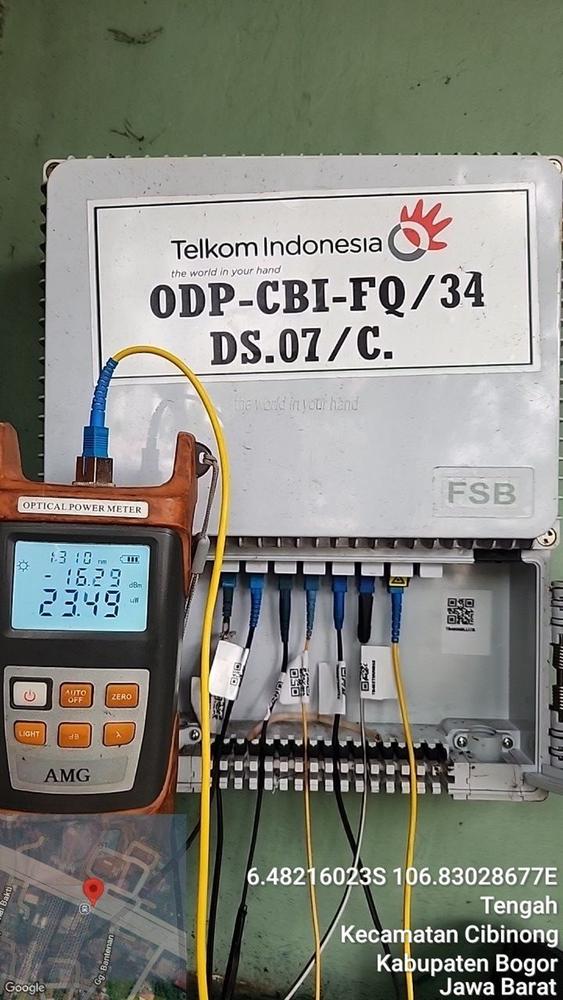 Telkom Indonesia
the world in your hand
ODP-CBI-FQ/34
DS.07/C.
the world in your hand
FSB
OPTICAL POWER METER
1310 nm
-16.29 dBm
23.49 uW
AUTO OFF
ZERO
LIGHT
dB
λ
AMG
6.48216023S 106.83028677E
Tengah
Kecamatan Cibinong
Kabupaten Bogor
Jawa Barat
Gg. Bantenan
Google